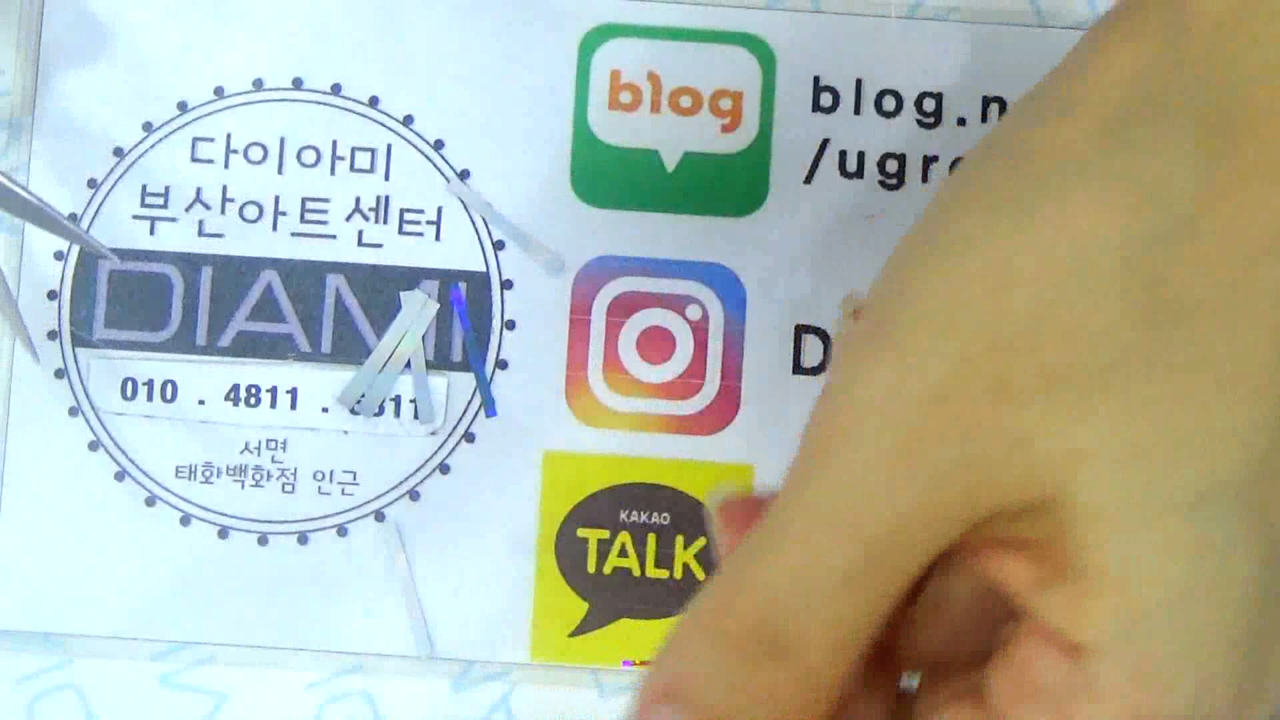 다이아미
부산아트센터
DIAMI
010 . 4811 .
서면
태화백화점 인근
blog
blog.n
/ugr
D
KAKAO
TALK